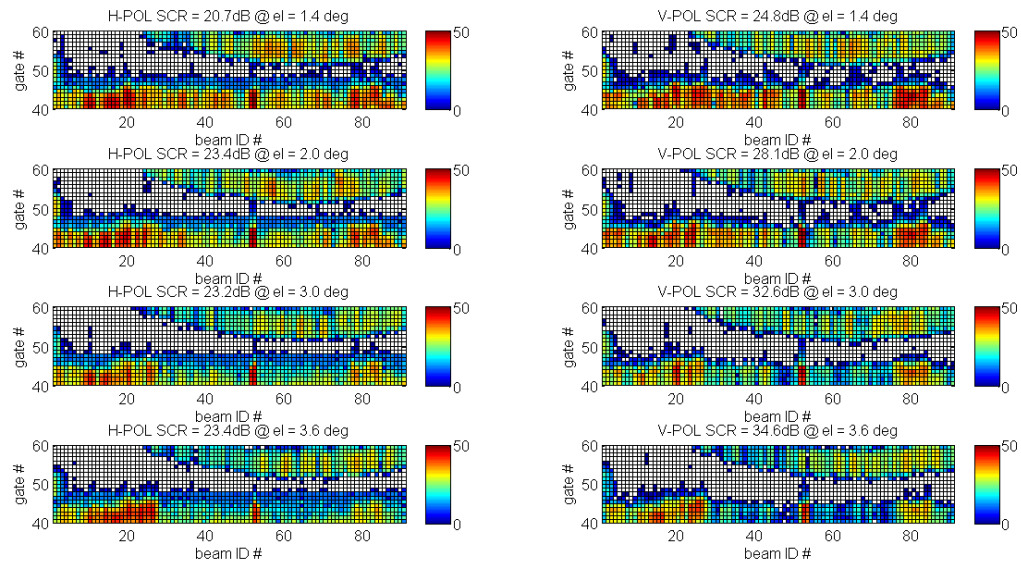 H-POL SCR = 20.7dB @ el = 1.4 deg
V-POL SCR = 24.8dB @ el = 1.4 deg
gate #
60
50
40
20 40 60 80
beam ID #
50
0
gate #
60
50
40
20 40 60 80
beam ID #
50
0
H-POL SCR = 23.4dB @ el = 2.0 deg
V-POL SCR = 28.1dB @ el = 2.0 deg
gate #
60
50
40
20 40 60 80
beam ID #
50
0
gate #
60
50
40
20 40 60 80
beam ID #
50
0
H-POL SCR = 23.2dB @ el = 3.0 deg
V-POL SCR = 32.6dB @ el = 3.0 deg
gate #
60
50
40
20 40 60 80
beam ID #
50
0
gate #
60
50
40
20 40 60 80
beam ID #
50
0
H-POL SCR = 23.4dB @ el = 3.6 deg
V-POL SCR = 34.6dB @ el = 3.6 deg
gate #
60
50
40
20 40 60 80
beam ID #
50
0
gate #
60
50
40
20 40 60 80
beam ID #
50
0